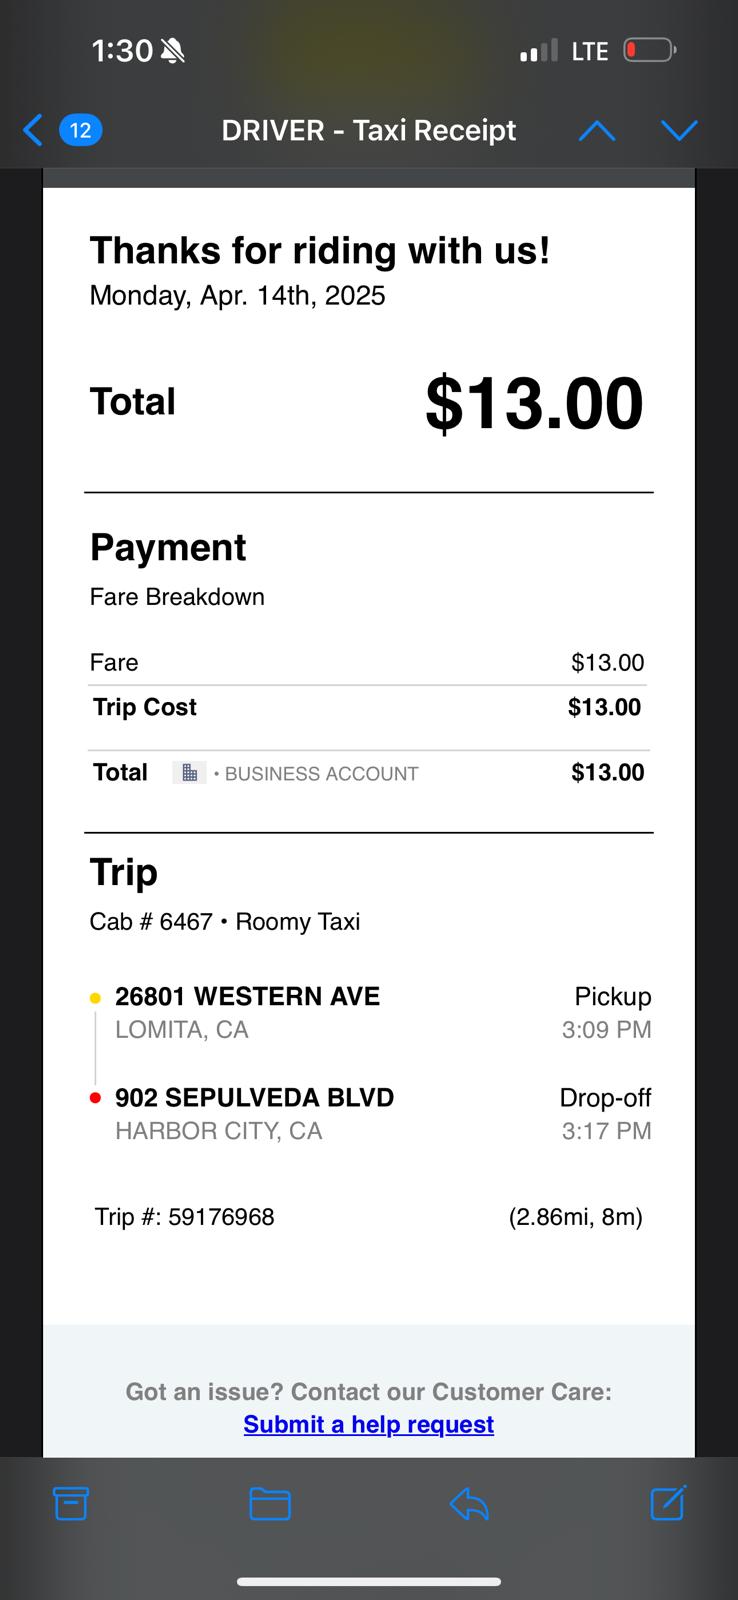 1:30 LTE
12 DRIVER - Taxi Receipt
Thanks for riding with us!
Monday, Apr. 14th, 2025
Total $13.00
Payment
Fare Breakdown
Fare $13.00
Trip Cost $13.00
Total • BUSINESS ACCOUNT $13.00
Trip
Cab # 6467 • Roomy Taxi
26801 WESTERN AVE Pickup
LOMITA, CA 3:09 PM
902 SEPULVEDA BLVD Drop-off
HARBOR CITY, CA 3:17 PM
Trip #: 59176968 (2.86mi, 8m)
Got an issue? Contact our Customer Care:
Submit a help request